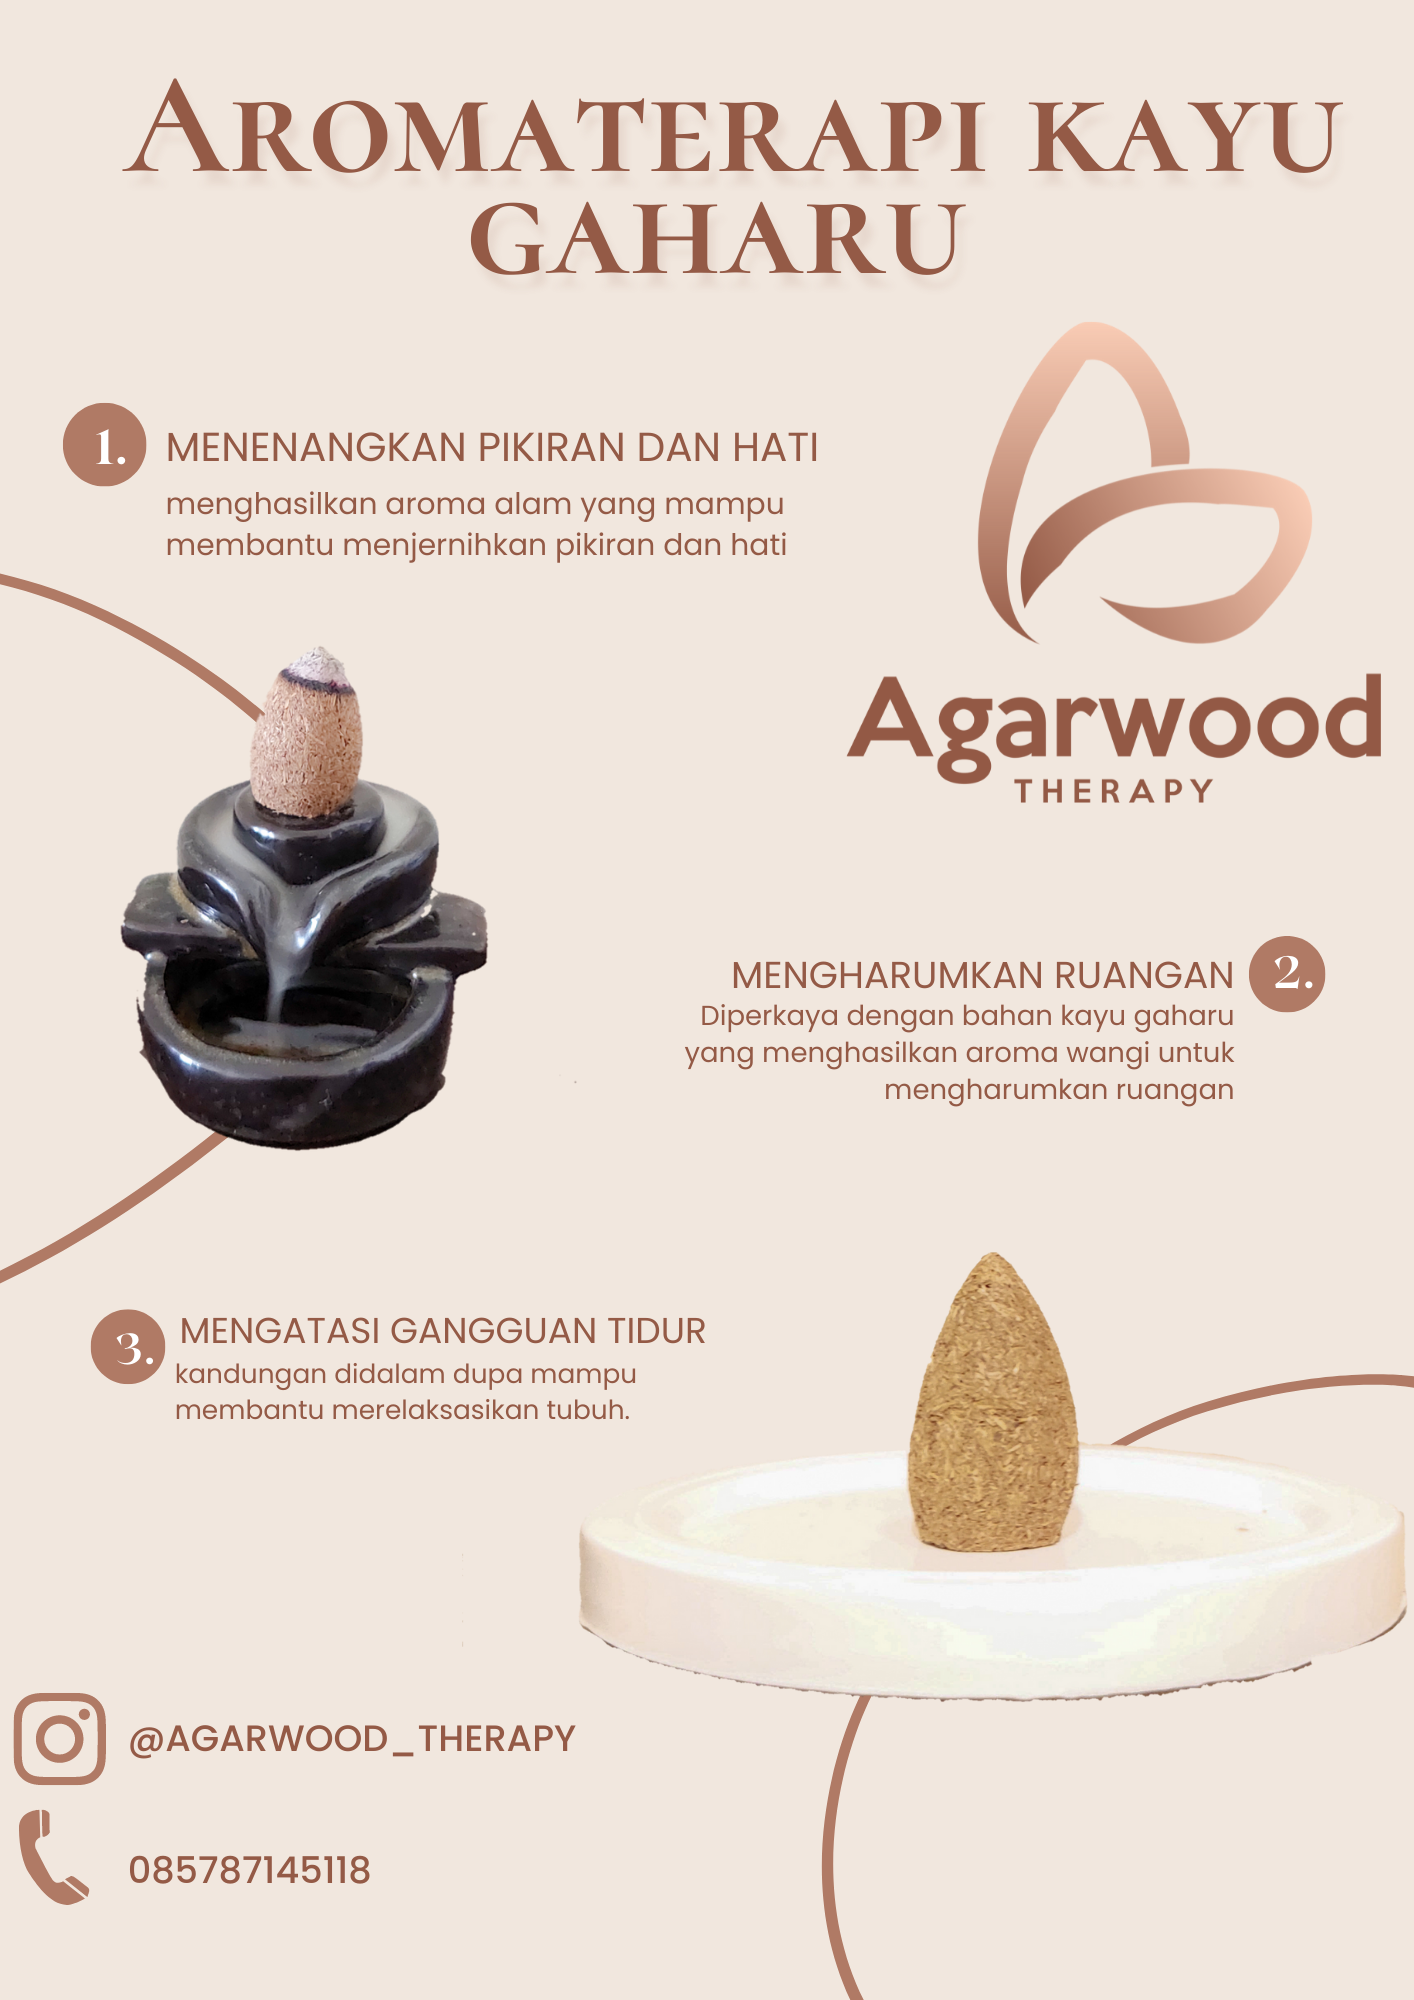 Aromaterapi kayu
gaharu
1. MENENANGKAN PIKIRAN DAN HATI
menghasilkan aroma alam yang mampu
membantu menjernihkan pikiran dan hati
Agarwood
THERAPY
MENGHARUMKAN RUANGAN 2.
Diperkaya dengan bahan kayu gaharu
yang menghasilkan aroma wangi untuk
mengharumkan ruangan
3. MENGATASI GANGGUAN TIDUR
kandungan didalam dupa mampu
membantu merelaksasikan tubuh.
@AGARWOOD_THERAPY
085787145118